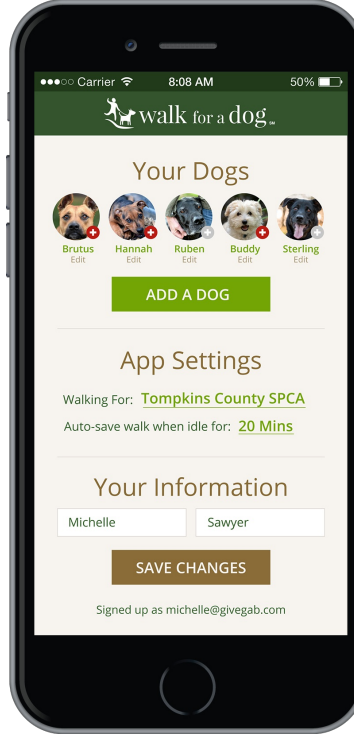 Carrier 8:08 AM 50%
walk for a dog SM
Your Dogs
Brutus Hannah Ruben Buddy Sterling
Edit Edit Edit Edit Edit
ADD A DOG
App Settings
Walking For: Tompkins County SPCA
Auto-save walk when idle for: 20 Mins
Your Information
Michelle Sawyer
SAVE CHANGES
Signed up as michelle@givegab.com